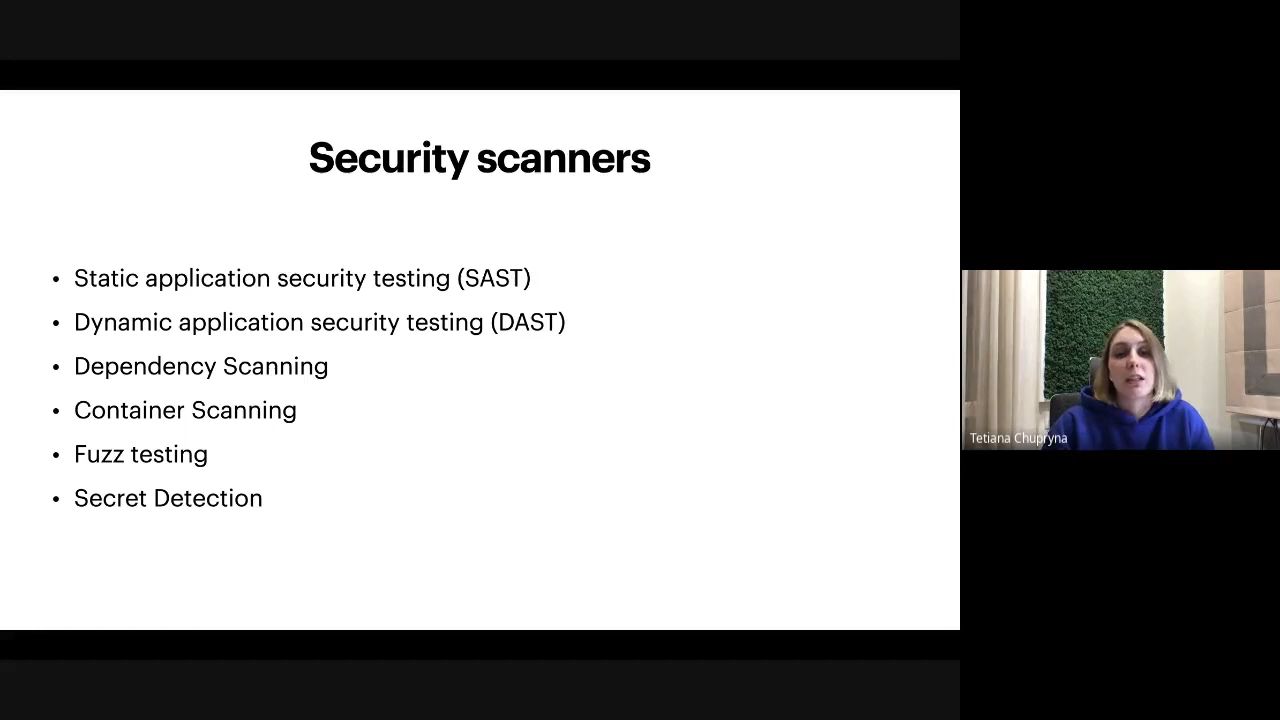 Security scanners
• Static application security testing (SAST)
• Dynamic application security testing (DAST)
• Dependency Scanning
• Container Scanning
• Fuzz testing
• Secret Detection
Tetiana Chupryna